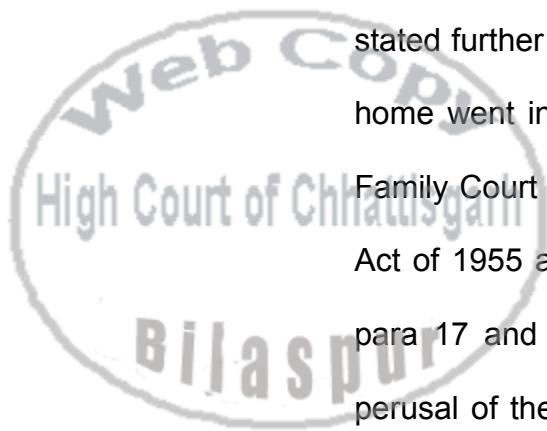 stated further
home went in
Family Court
Act of 1955 a
para 17 and
perusal of the
Web Copy
High Court of Chhattisgarh
Bilaspur